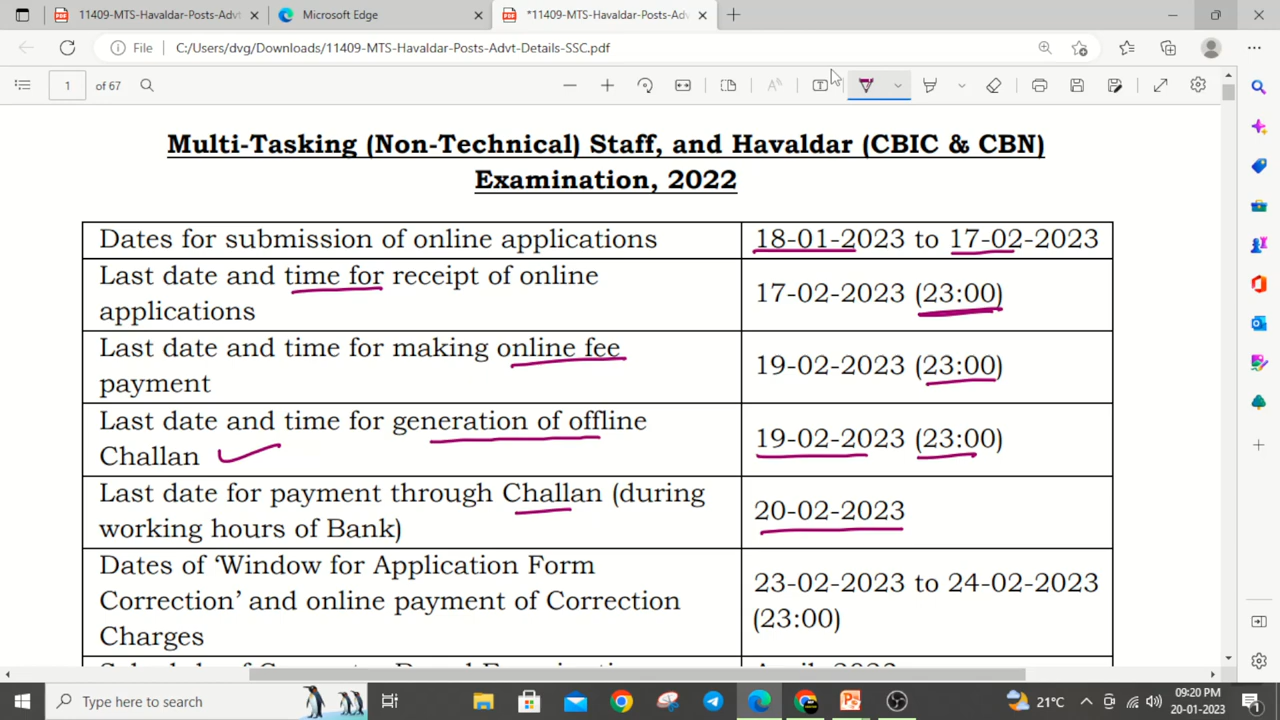 11409-MTS-Havaldar-Posts-Advt
Microsoft Edge
*11409-MTS-Havaldar-Posts-Adv
File C:/Users/dvg/Downloads/11409-MTS-Havaldar-Posts-Advt-Details-SSC.pdf
1 of 67
Multi-Tasking (Non-Technical) Staff, and Havaldar (CBIC & CBN)
Examination, 2022
Dates for submission of online applications 18-01-2023 to 17-02-2023
Last date and time for receipt of online
applications
17-02-2023 (23:00)
Last date and time for making online fee
payment
19-02-2023 (23:00)
Last date and time for generation of offline
Challan
19-02-2023 (23:00)
Last date for payment through Challan (during
working hours of Bank)
20-02-2023
Dates of ‘Window for Application Form
Correction’ and online payment of Correction
Charges
23-02-2023 to 24-02-2023
(23:00)
Type here to search
21°C
09:20 PM
20-01-2023